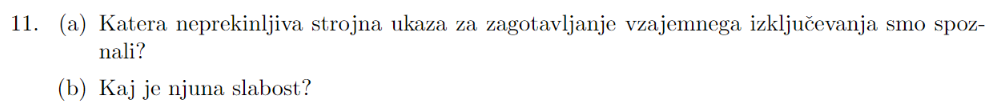 11. (a) Katera neprekinljiva strojna ukaza za zagotavljanje vzajemnega izključevanja smo spoz-
nali?
(b) Kaj je njuna slabost?